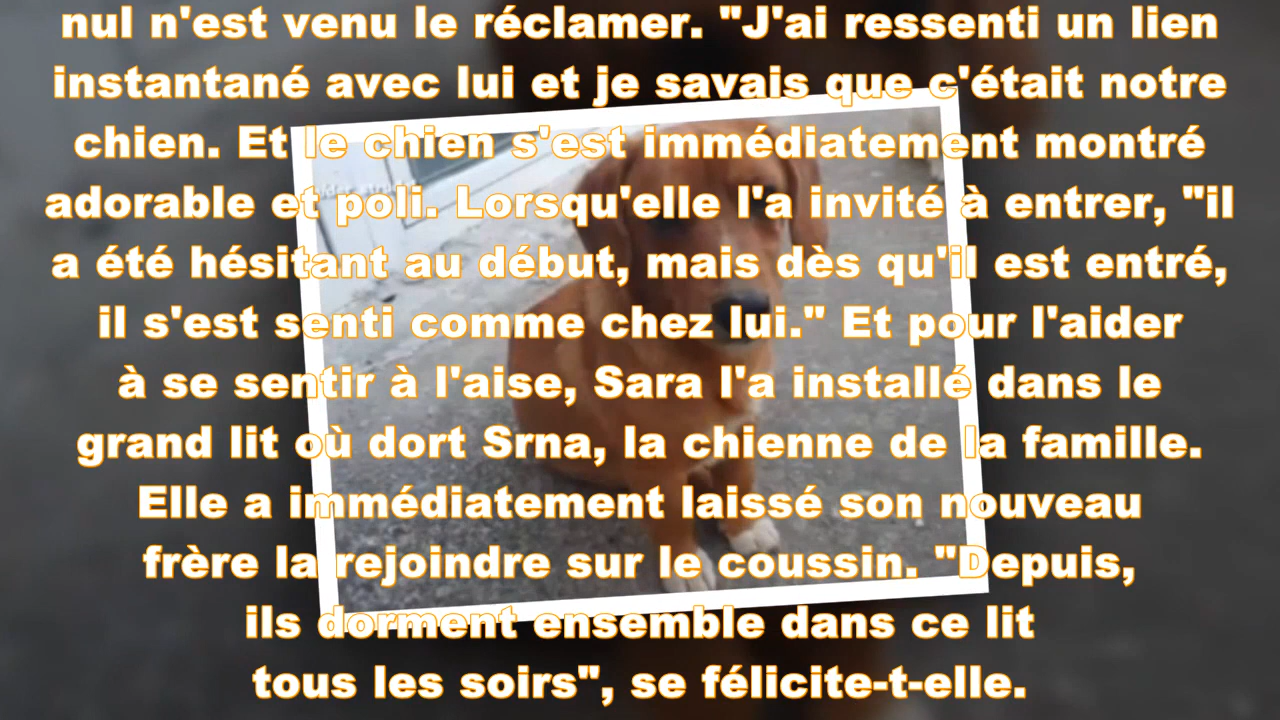 nul n'est venu le réclamer. "J'ai ressenti un lien
instantané avec lui et je savais que c'était notre
chien. Et le chien s'est immédiatement montré
adorable et poli. Lorsqu'elle l'a invité à entrer, "il
a été hésitant au début, mais dès qu'il est entré,
il s'est senti comme chez lui." Et pour l'aider
à se sentir à l'aise, Sara l'a installé dans le
grand lit où dort Srna, la chienne de la famille.
Elle a immédiatement laissé son nouveau
frère la rejoindre sur le coussin. "Depuis,
ils dorment ensemble dans ce lit
tous les soirs", se félicite-t-elle.